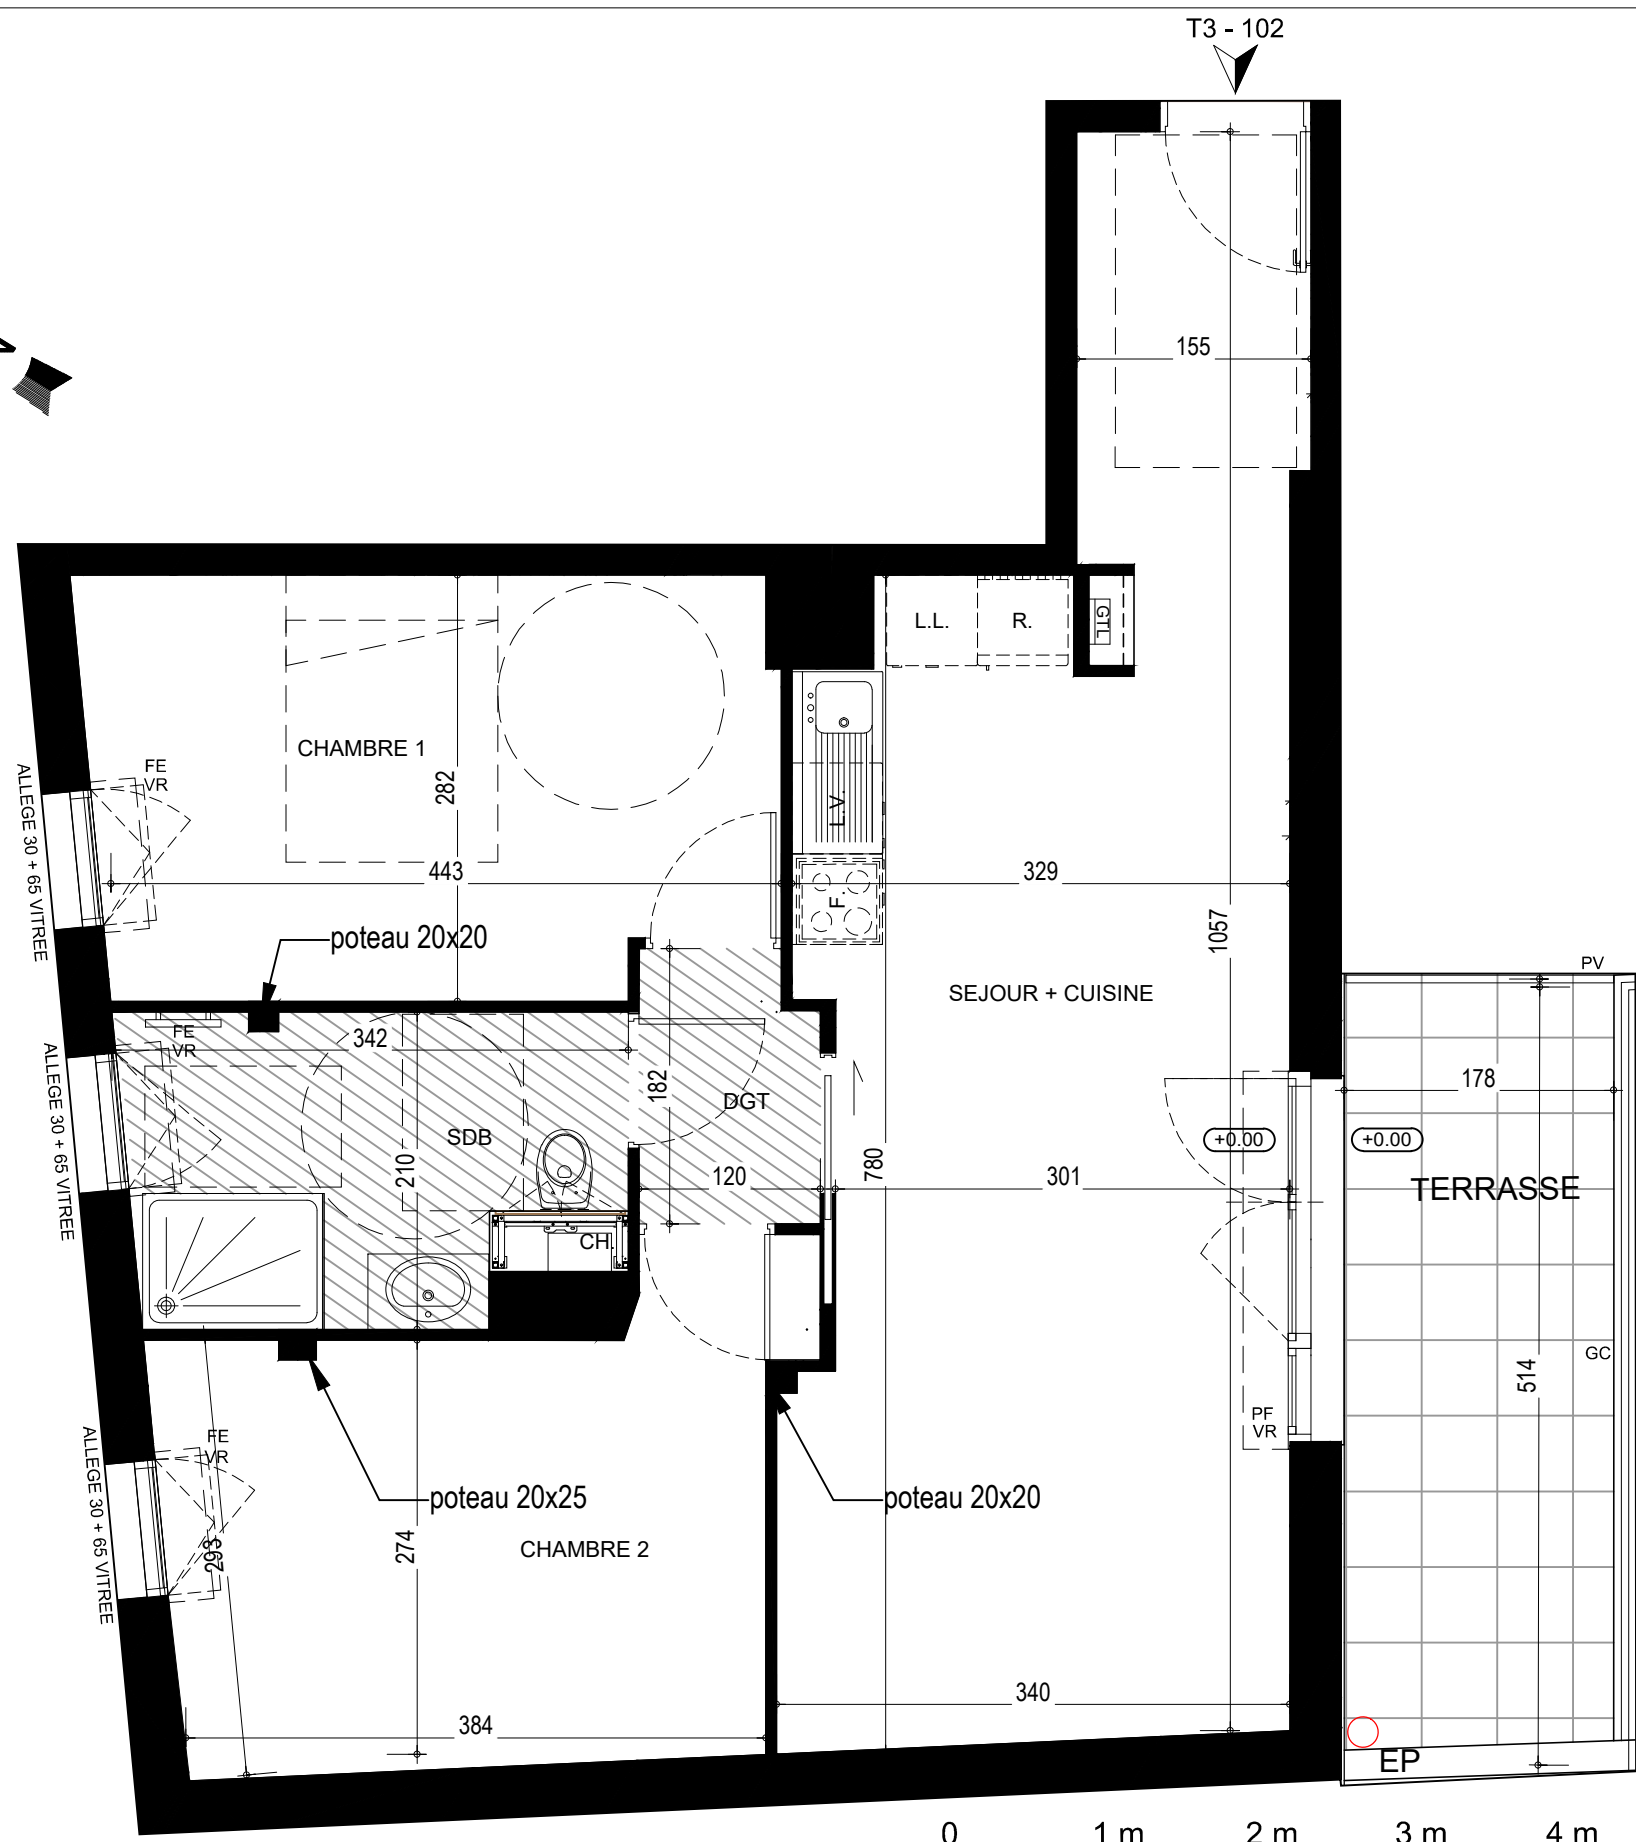 T3 - 102
N
155
L.L.
R.
GTL
CHAMBRE 1
282
FE
VR
ALLEGE 30 + 65 VITREE
L.V.
443
329
F.
1057
poteau 20x20
SEJOUR + CUISINE
PV
FE
VR
342
182
DGT
178
ALLEGE 30 + 65 VITREE
SDB
210
780
+0.00
+0.00
120
301
TERRASSE
CH.
514
GC
PF
VR
FE
VR
ALLEGE 30 + 65 VITREE
poteau 20x25
poteau 20x20
263
274
CHAMBRE 2
340
384
EP
0
1 m
2 m
3 m
4 m